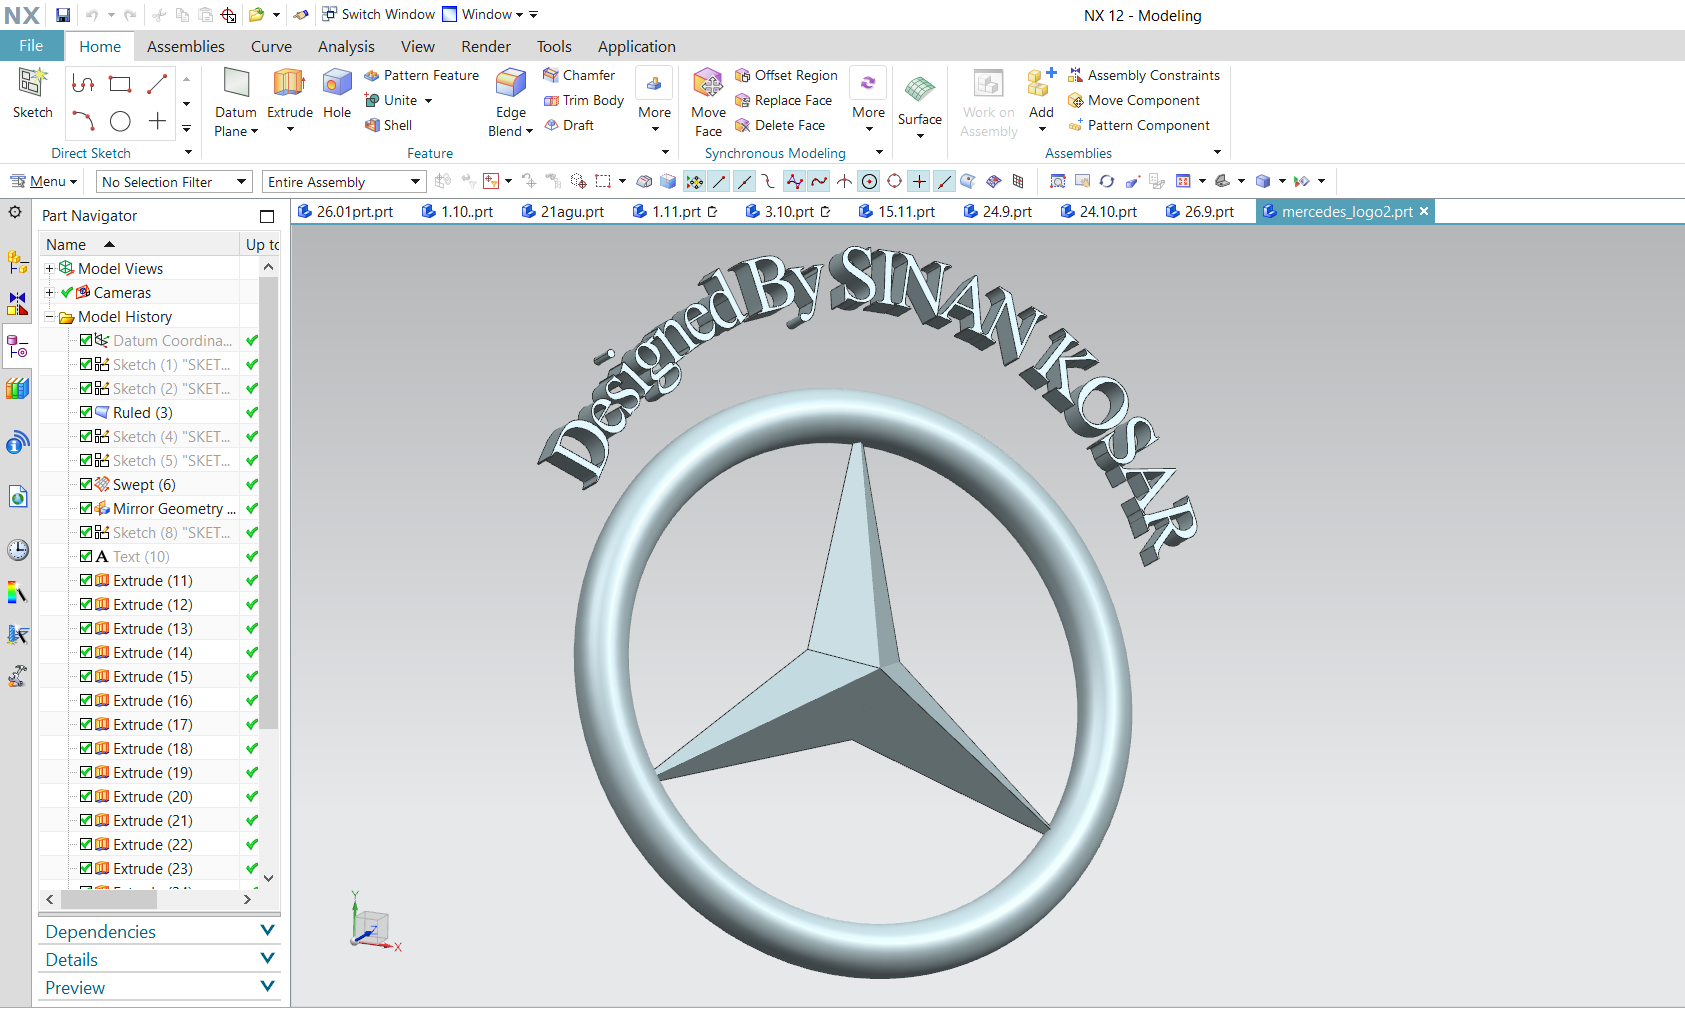 NX
Switch Window
Window
NX 12 - Modeling
File
Home
Assemblies
Curve
Analysis
View
Render
Tools
Application
Sketch
Direct Sketch
Datum
Plane
Extrude
Hole
Pattern Feature
Unite
Shell
Edge
Blend
Chamfer
Trim Body
Draft
More
Feature
Move
Face
Offset Region
Replace Face
Delete Face
More
Synchronous Modeling
Surface
Work on
Assembly
Add
Assembly Constraints
Move Component
Pattern Component
Assemblies
Menu
No Selection Filter
Entire Assembly
Part Navigator
26.01prt.prt
1.10..prt
21agu.prt
1.11.prt
3.10.prt
15.11.prt
24.9.prt
24.10.prt
26.9.prt
mercedes_logo2.prt
Name
Up to
Model Views
Cameras
Model History
Datum Coordina...
Sketch (1) "SKET...
Sketch (2) "SKET...
Ruled (3)
Sketch (4) "SKET...
Sketch (5) "SKET...
Swept (6)
Mirror Geometry ...
Sketch (8) "SKET...
Text (10)
Extrude (11)
Extrude (12)
Extrude (13)
Extrude (14)
Extrude (15)
Extrude (16)
Extrude (17)
Extrude (18)
Extrude (19)
Extrude (20)
Extrude (21)
Extrude (22)
Extrude (23)
Dependencies
Details
Preview
Designed By SINAN KOSAR
Y
Z
X